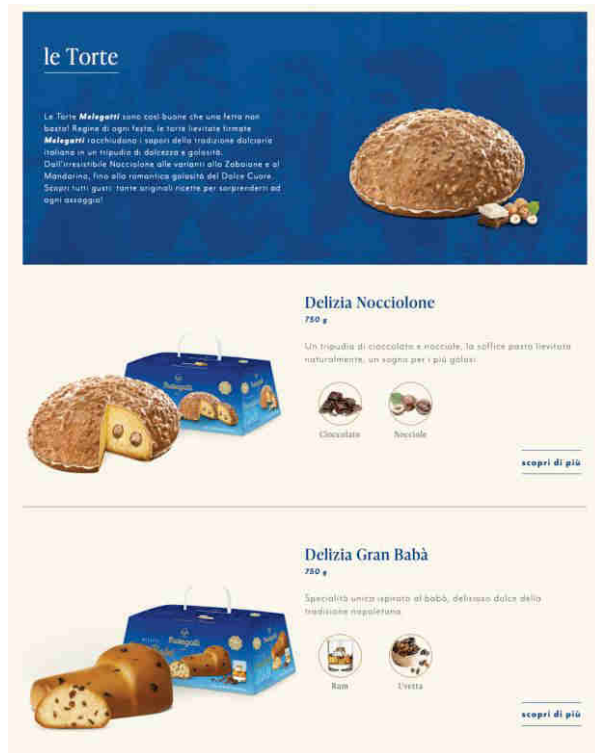 le Torte
Le Torte Melegatti sono così buone che una fetta non
basta! Regine di ogni festa, le torte lievitate firmate
Melegatti racchiudono i sapori della tradizione dolciaria
italiana in un tripudio di dolcezza e golosità.
Dall'irresistibile Nocciolone alle varianti allo Zabaione e al
Mandarino, fino alla romantica golosità del Dolce Cuore.
Scopri tutti gusti: tante originali ricette per sorprenderti ad
ogni assaggio!
Delizia Nocciolone
750 g
Un tripudio di cioccolato e nocciole, la soffice pasta lievitata
naturalmente, un sogno per i più golosi.
Cioccolato
Nocciole
scopri di più
Delizia Gran Babà
750 g
Specialità unica ispirata al babà, delizioso dolce della
tradizione napoletana.
Rum
Uvetta
scopri di più